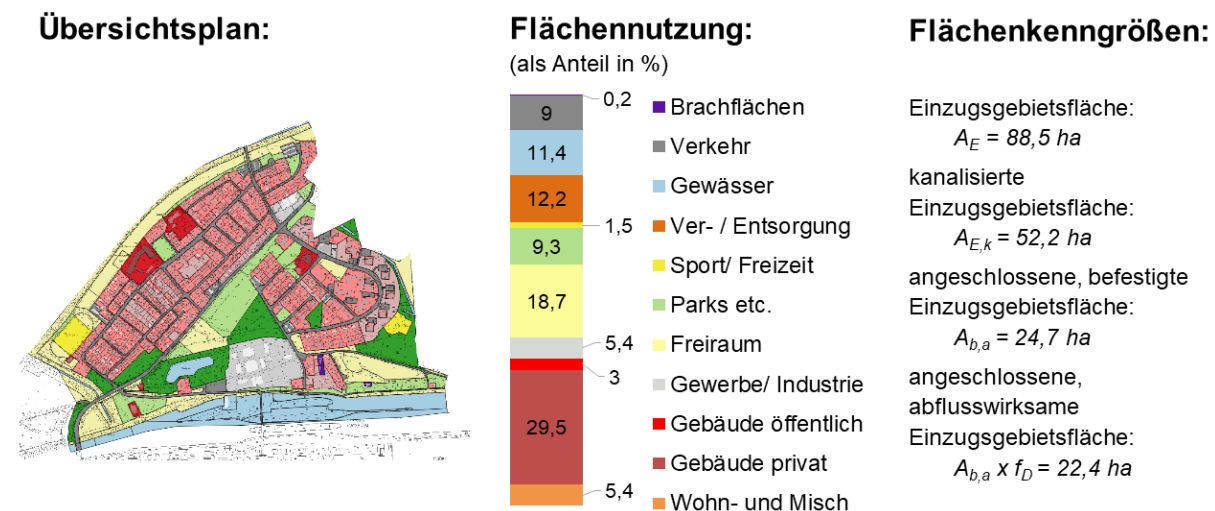 Übersichtsplan:
Flächennutzung:
(als Anteil in %)
0,2
9
11,4
12,2
1,5
9,3
18,7
5,4
3
29,5
5,4
Brachflächen
Verkehr
Gewässer
Ver- / Entsorgung
Sport/ Freizeit
Parks etc.
Freiraum
Gewerbe/ Industrie
Gebäude öffentlich
Gebäude privat
Wohn- und Misch
Flächenkenngrößen:
Einzugsgebietsfläche:
A_E = 88,5 ha
kanalisierte
Einzugsgebietsfläche:
A_E,k = 52,2 ha
angeschlossene, befestigte
Einzugsgebietsfläche:
A_b,a = 24,7 ha
angeschlossene,
abflusswirksame
Einzugsgebietsfläche:
A_b,a x f_D = 22,4 ha